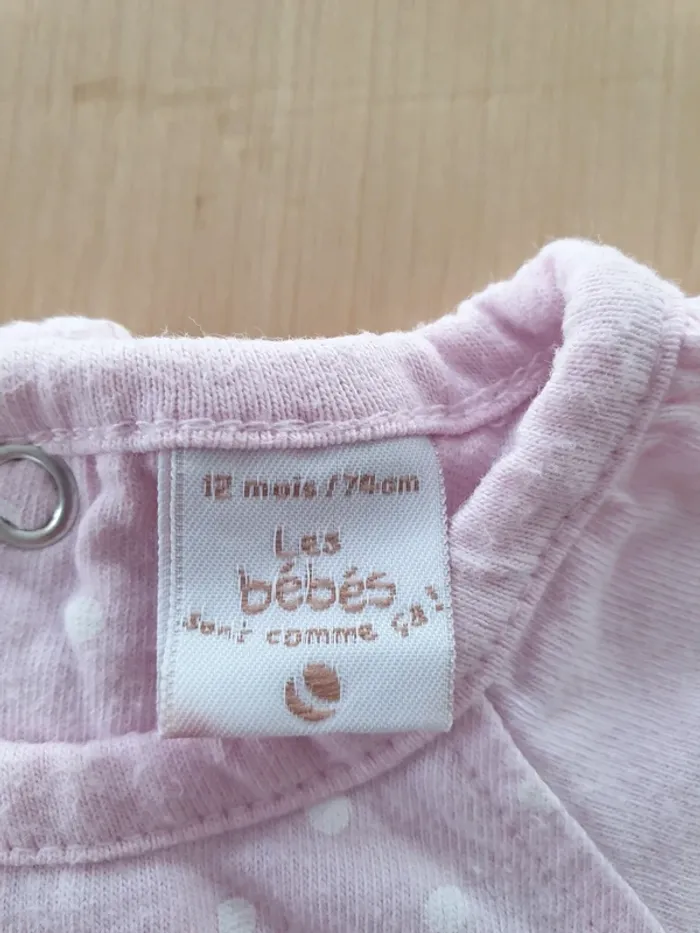 12 mois / 74cm
Les
bébés
sont comme ça!